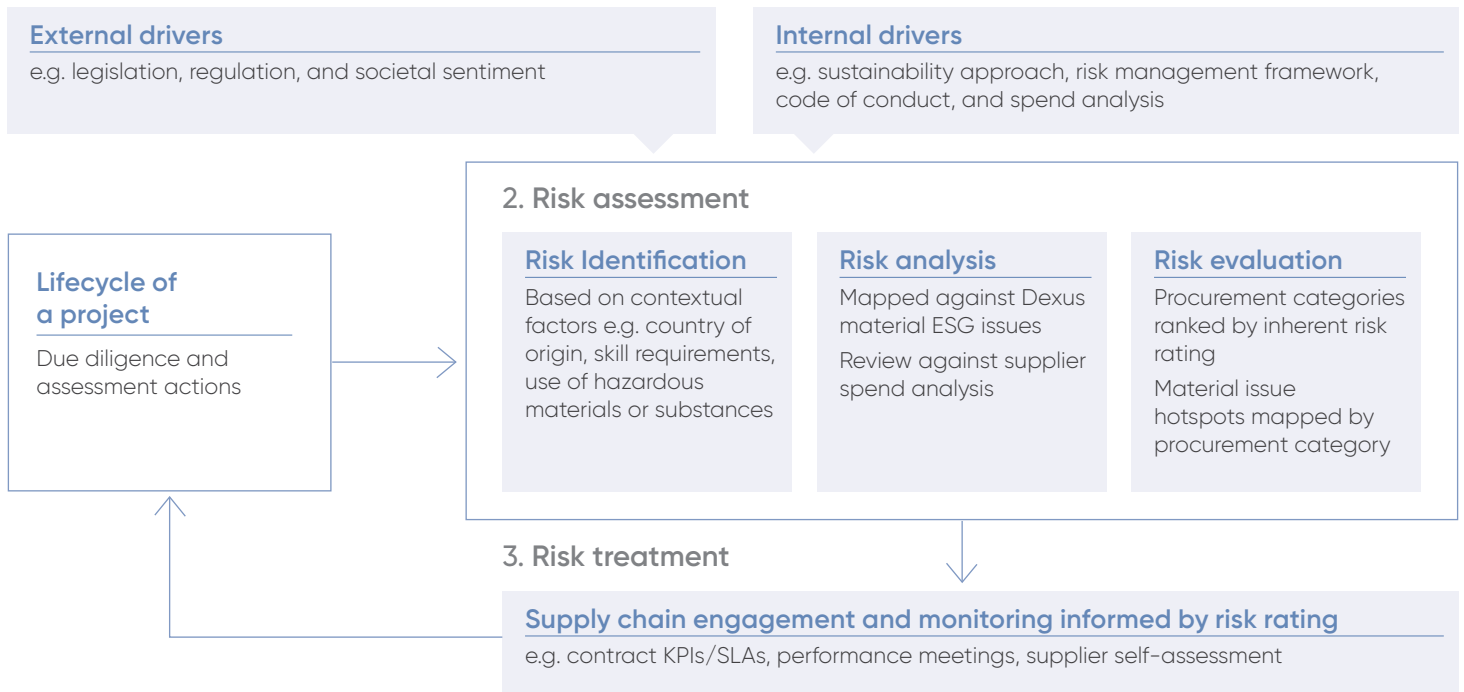 External drivers
e.g. legislation, regulation, and societal sentiment
Internal drivers
e.g. sustainability approach, risk management framework,
code of conduct, and spend analysis
2. Risk assessment
Lifecycle of
a project
Due diligence and
assessment actions
Risk Identification
Based on contextual
factors e.g. country of
origin, skill requirements,
use of hazardous
materials or substances
Risk analysis
Mapped against Dexus
material ESG issues
Review against supplier
spend analysis
Risk evaluation
Procurement categories
ranked by inherent risk
rating
Material issue
hotspots mapped by
procurement category
3. Risk treatment
Supply chain engagement and monitoring informed by risk rating
e.g. contract KPIs/SLAs, performance meetings, supplier self-assessment